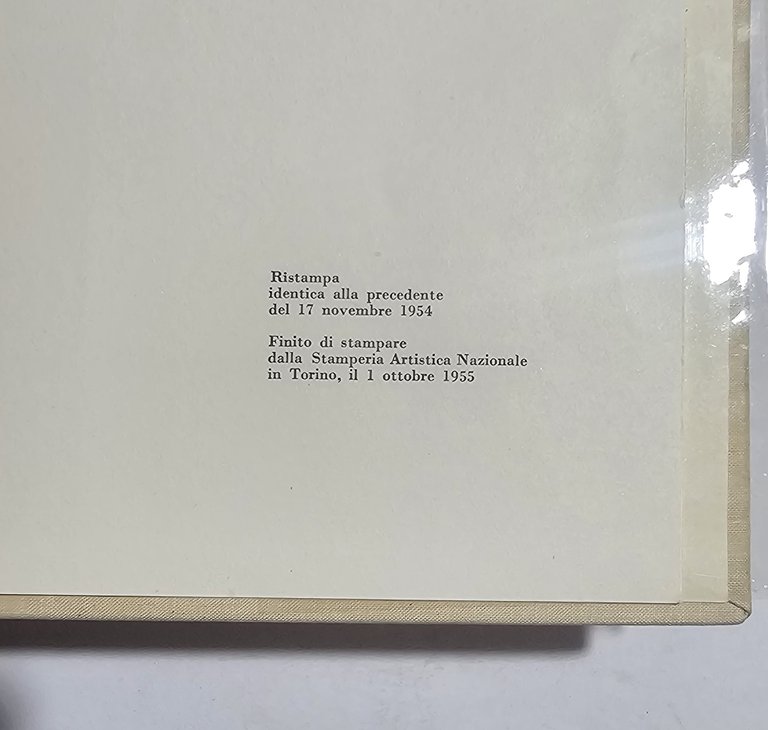 Ristampa
identica alla precedente
del 17 novembre 1954
Finito di stampare
dalla Stamperia Artistica Nazionale
in Torino, il 1 ottobre 1955